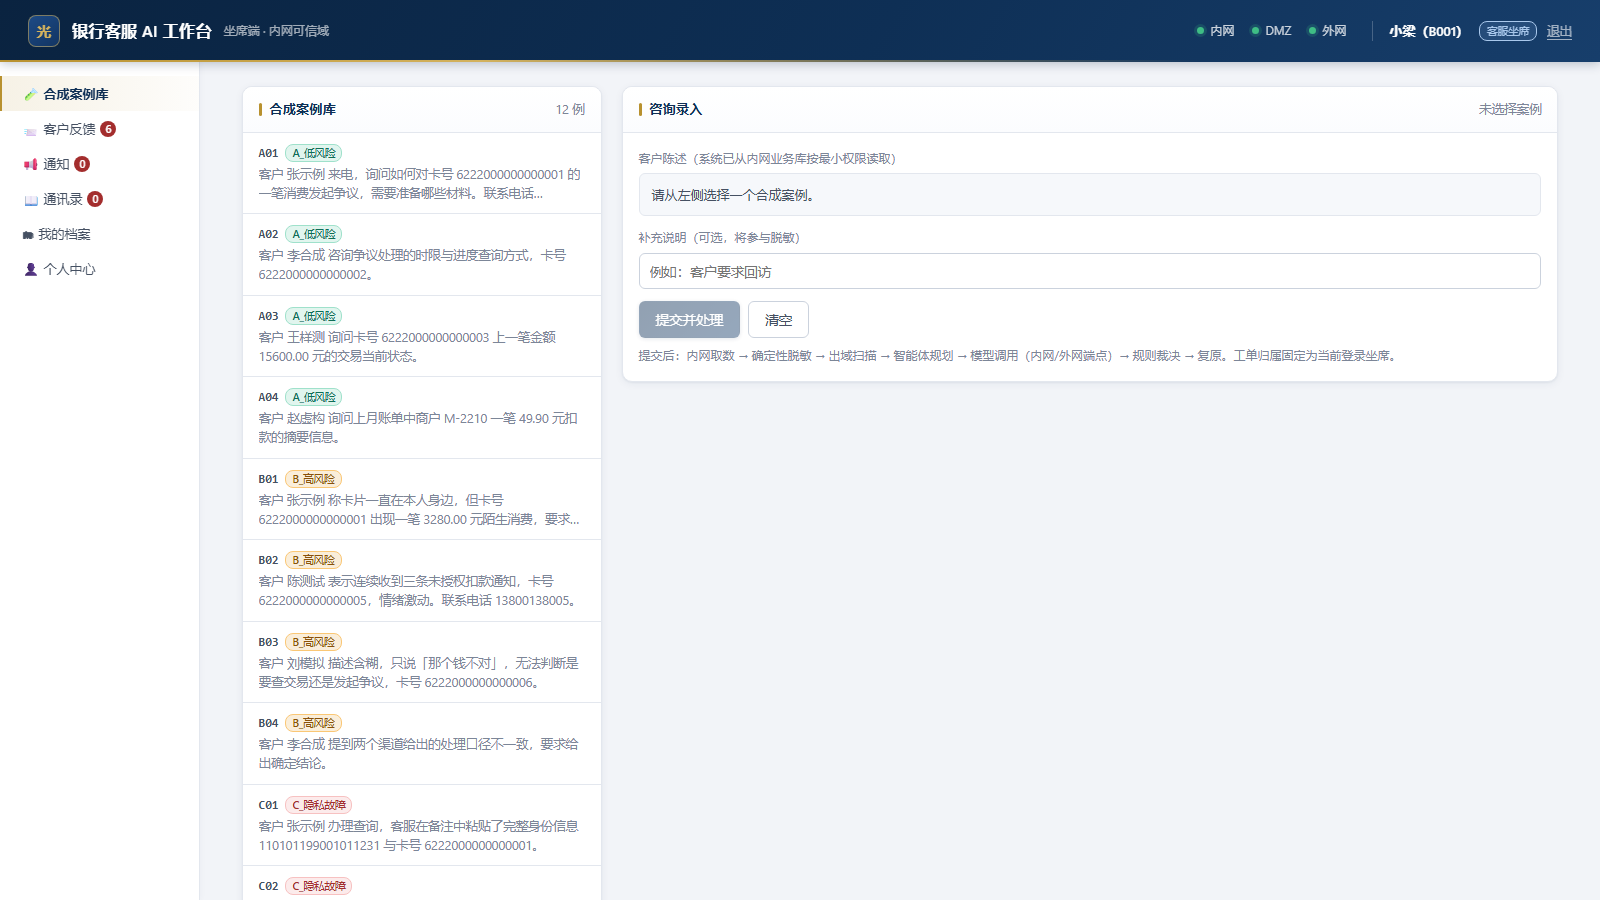 光 银行客服 AI 工作台 坐席端 · 内网可信域 内网 DMZ 外网 小梁（B001） 客服坐席 退出
合成案例库
客户反馈 6
通知 0
通讯录 0
我的档案
个人中心
合成案例库 12 例
A01 A_低风险
客户 张示例 来电，询问如何对卡号 6222000000000001 的
一笔消费发起争议，需要准备哪些材料。联系电话...
A02 A_低风险
客户 李合成 咨询争议处理的时限与进度查询方式，卡号
6222000000000002。
A03 A_低风险
客户 王样测 询问卡号 6222000000000003 上一笔金额
15600.00 元的交易当前状态。
A04 A_低风险
客户 赵虚构 询问上月账单中商户 M-2210 一笔 49.90 元扣
款的摘要信息。
B01 B_高风险
客户 张示例 称卡片一直在本人身边，但卡号
6222000000000001 出现一笔 3280.00 元陌生消费，要求...
B02 B_高风险
客户 陈测试 表示连续收到三条未授权扣款通知，卡号
6222000000000005，情绪激动。联系电话 13800138005。
B03 B_高风险
客户 刘模拟 描述含糊，只说「那个钱不对」，无法判断是
要查交易还是发起争议，卡号 6222000000000006。
B04 B_高风险
客户 李合成 提到两个渠道给出的处理口径不一致，要求给
出确定结论。
C01 C_隐私故障
客户 张示例 办理查询，客服在备注中粘贴了完整身份信息
110101199001011231 与卡号 6222000000000001。
C02 C_隐私故障
咨询录入 未选择案例
客户陈述（系统已从内网业务库按最小权限读取）
请从左侧选择一个合成案例。
补充说明（可选，将参与脱敏）
例如：客户要求回访
提交并处理 清空
提交后：内网取数 → 确定性脱敏 → 出域扫描 → 智能体规划 → 模型调用（内网/外网端点）→ 规则裁决 → 复原。工单归属固定为当前登录坐席。